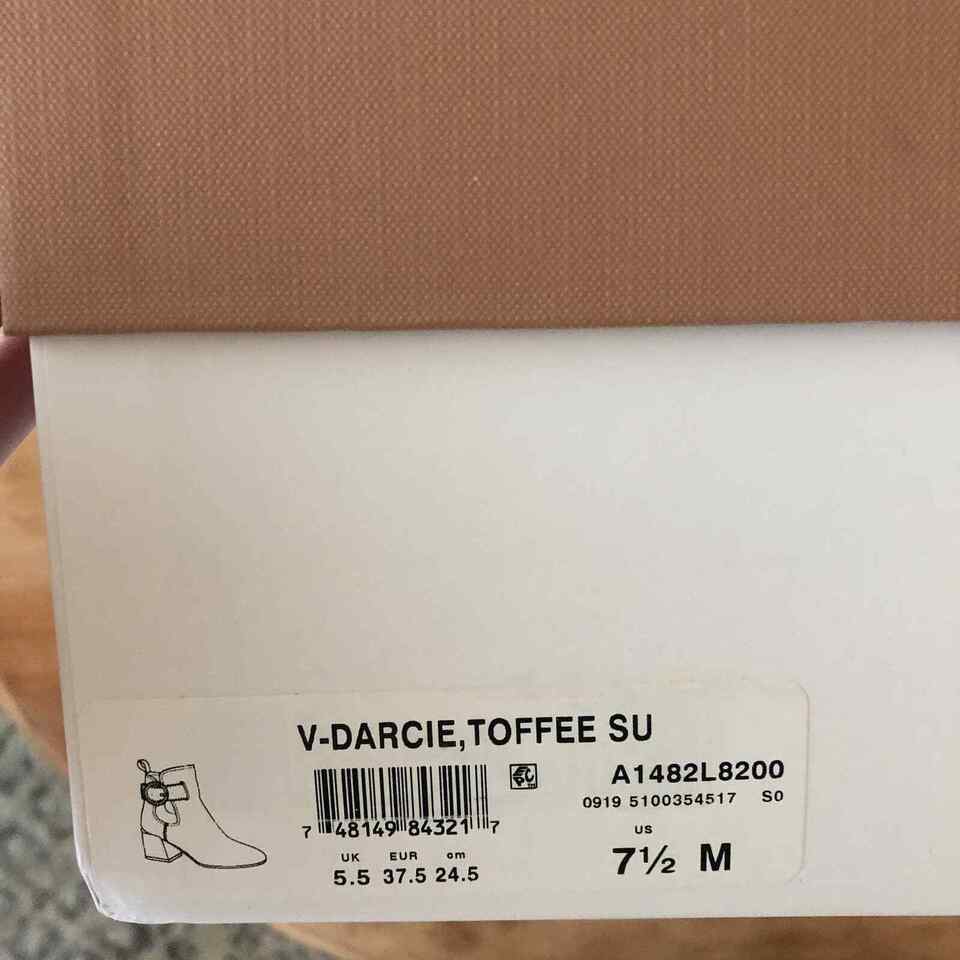 V-DARCIE,TOFFEE SU
A1482L8200
0919 5100354517 S0
7 48149 84321 7
UK EUR cm
5.5 37.5 24.5
US
7½ M